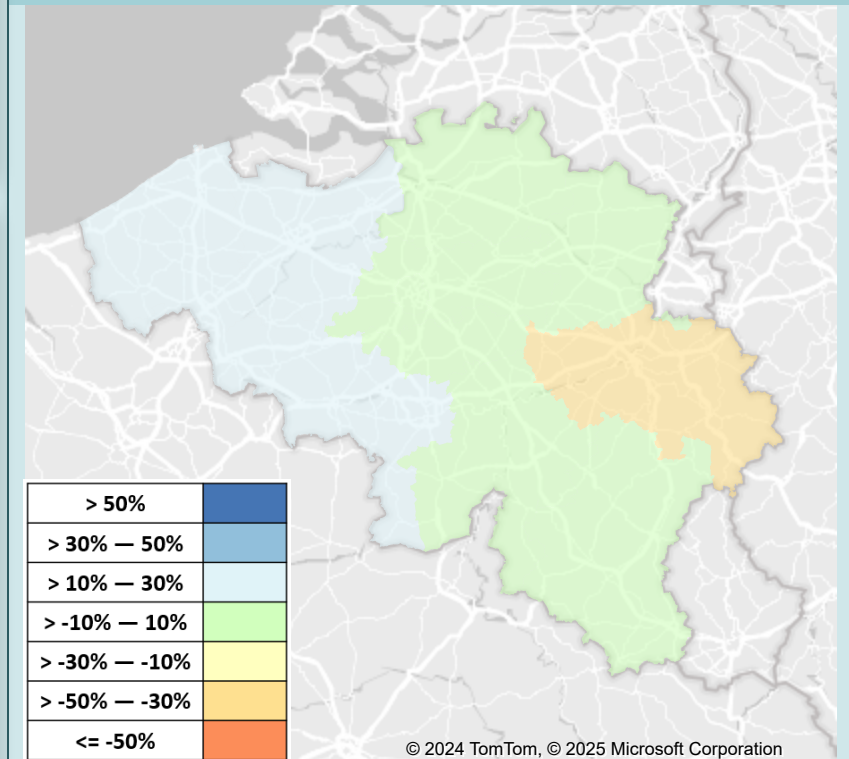 > 50%
> 30% — 50%
> 10% — 30%
> -10% — 10%
> -30% — -10%
> -50% — -30%
<= -50%
© 2024 TomTom, © 2025 Microsoft Corporation